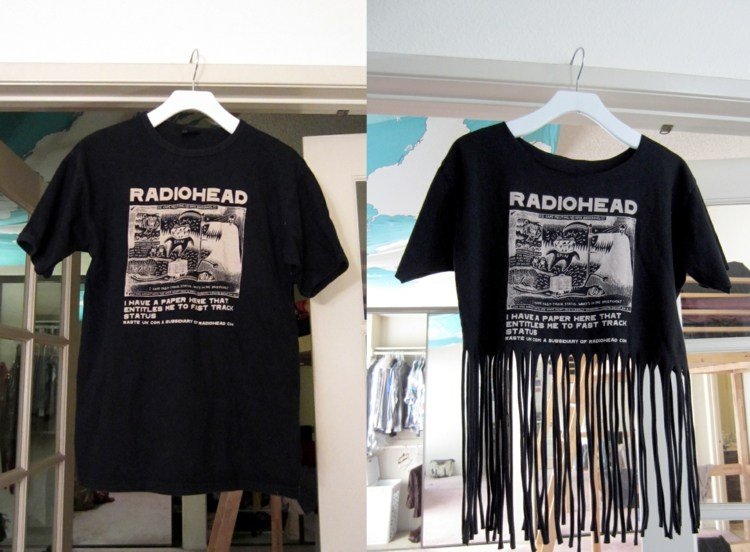 RADIOHEAD
I HAVE A PAPER HERE THAT
ENTITLES ME TO FAST TRACK
STATUS
WASTE UK COM A SUBSIDIARY OF RADIOHEAD COM
RADIOHEAD
I HAVE A PAPER HERE THAT
ENTITLES ME TO FAST TRACK
STATUS
WASTE UK COM A SUBSIDIARY OF RADIOHEAD COM